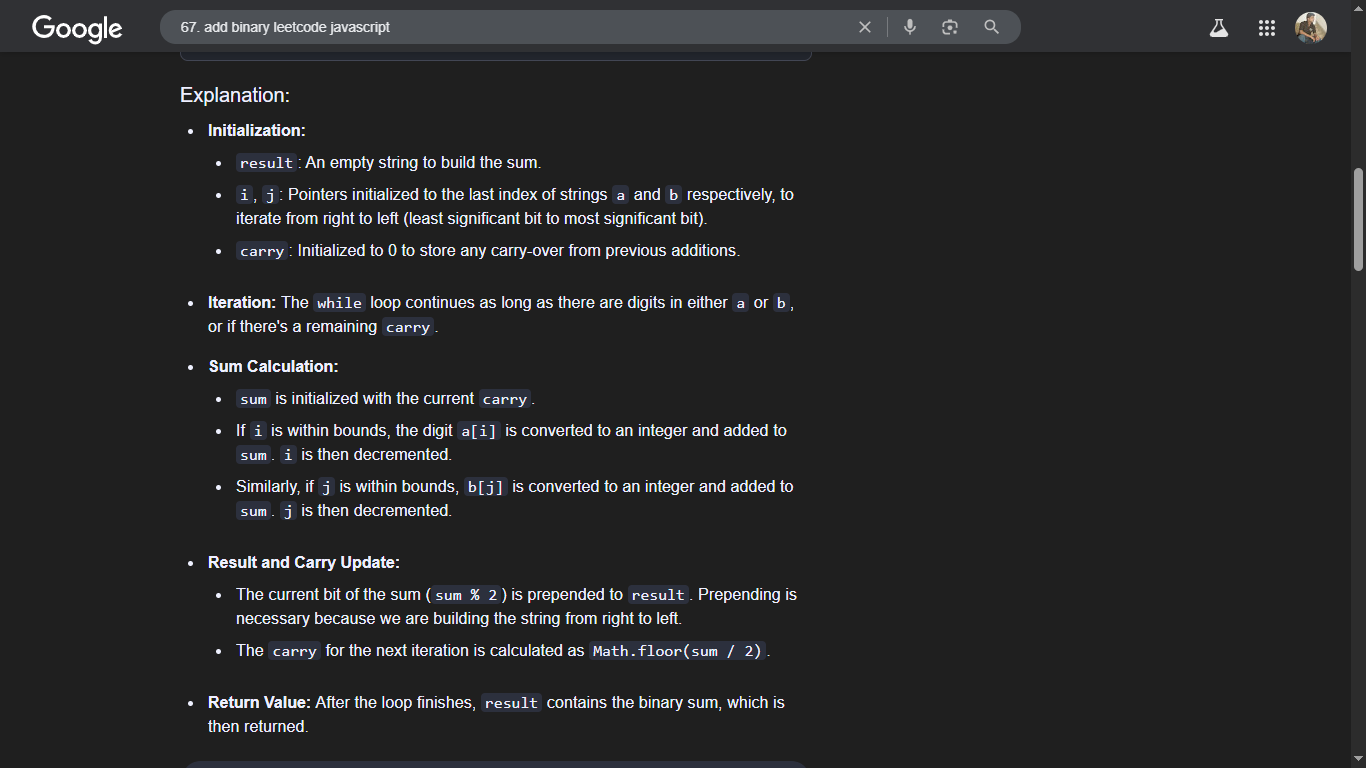 Google
67. add binary leetcode javascript
Explanation:
Initialization:
result: An empty string to build the sum.
i, j: Pointers initialized to the last index of strings a and b respectively, to
iterate from right to left (least significant bit to most significant bit).
carry: Initialized to 0 to store any carry-over from previous additions.
Iteration: The while loop continues as long as there are digits in either a or b,
or if there's a remaining carry.
Sum Calculation:
sum is initialized with the current carry.
If i is within bounds, the digit a[i] is converted to an integer and added to
sum. i is then decremented.
Similarly, if j is within bounds, b[j] is converted to an integer and added to
sum. j is then decremented.
Result and Carry Update:
The current bit of the sum (sum % 2) is prepended to result. Prepending is
necessary because we are building the string from right to left.
The carry for the next iteration is calculated as Math.floor(sum / 2).
Return Value: After the loop finishes, result contains the binary sum, which is
then returned.